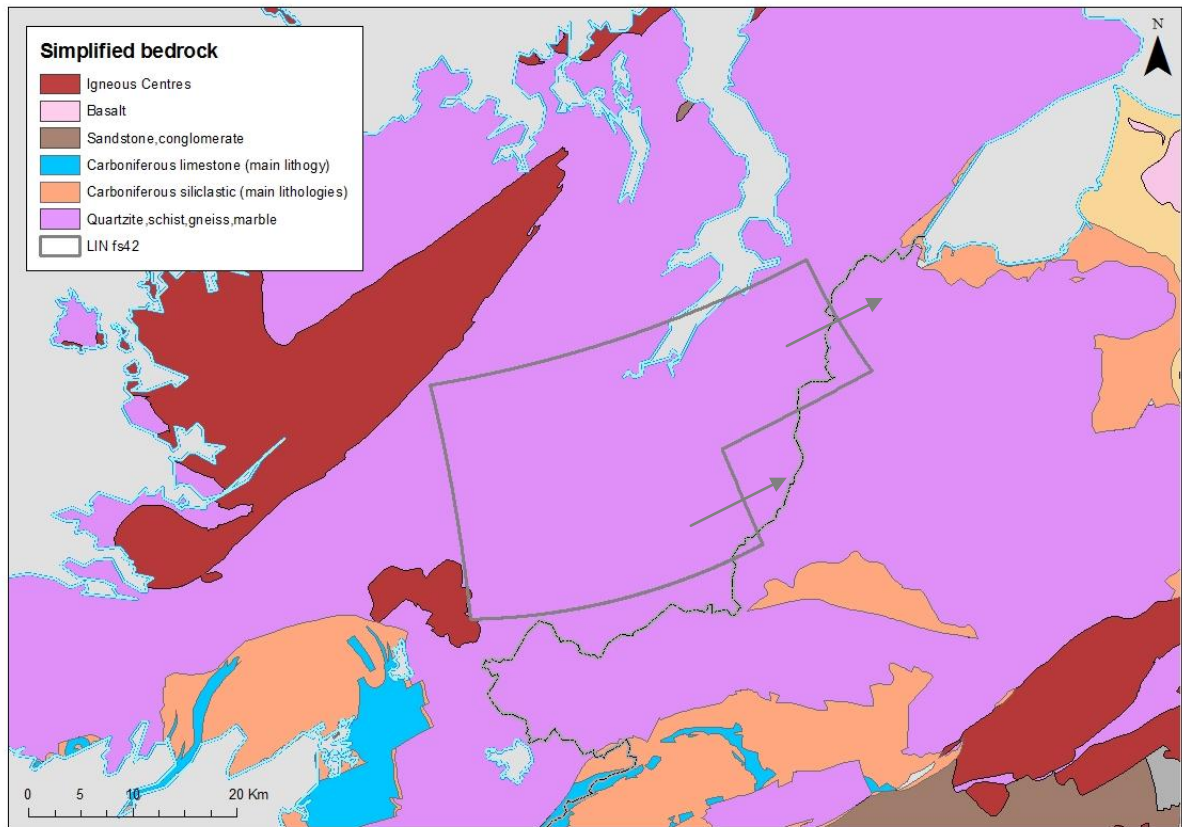 Simplified bedrock
Igneous Centres
Basalt
Sandstone,conglomerate
Carboniferous limestone (main lithogy)
Carboniferous siliclastic (main lithologies)
Quartzite,schist,gneiss,marble
LIN fs42
N
0 5 10 20 Km